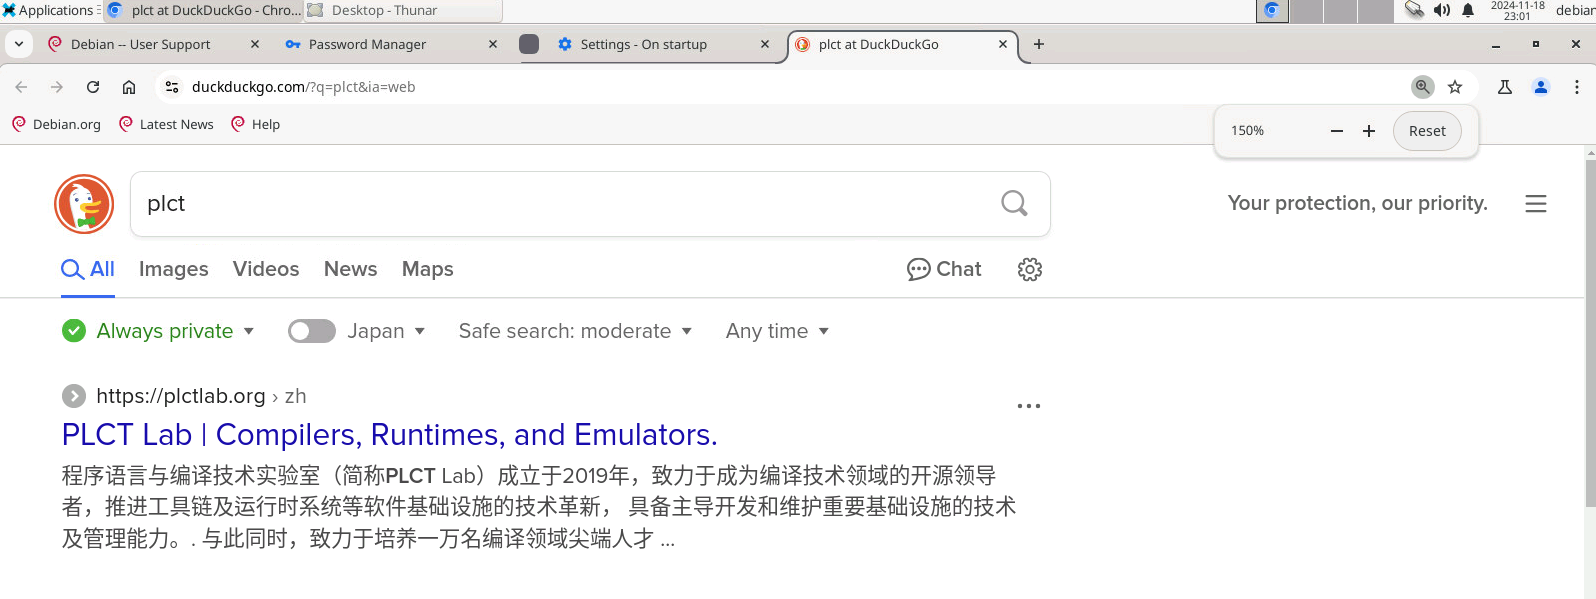 Applications plct at DuckDuckGo - Chro... Desktop - Thunar 2024-11-18 23:01 debian
Debian -- User Support Password Manager Settings - On startup plct at DuckDuckGo
duckduckgo.com/?q=plct&ia=web
Debian.org Latest News Help
150% Reset
plct
Your protection, our priority.
All Images Videos News Maps Chat
Always private Japan Safe search: moderate Any time
https://plctlab.org › zh
PLCT Lab | Compilers, Runtimes, and Emulators.
程序语言与编译技术实验室（简称PLCT Lab）成立于2019年，致力于成为编译技术领域的开源领导
者，推进工具链及运行时系统等软件基础设施的技术革新， 具备主导开发和维护重要基础设施的技术
及管理能力。. 与此同时，致力于培养一万名编译领域尖端人才 ...